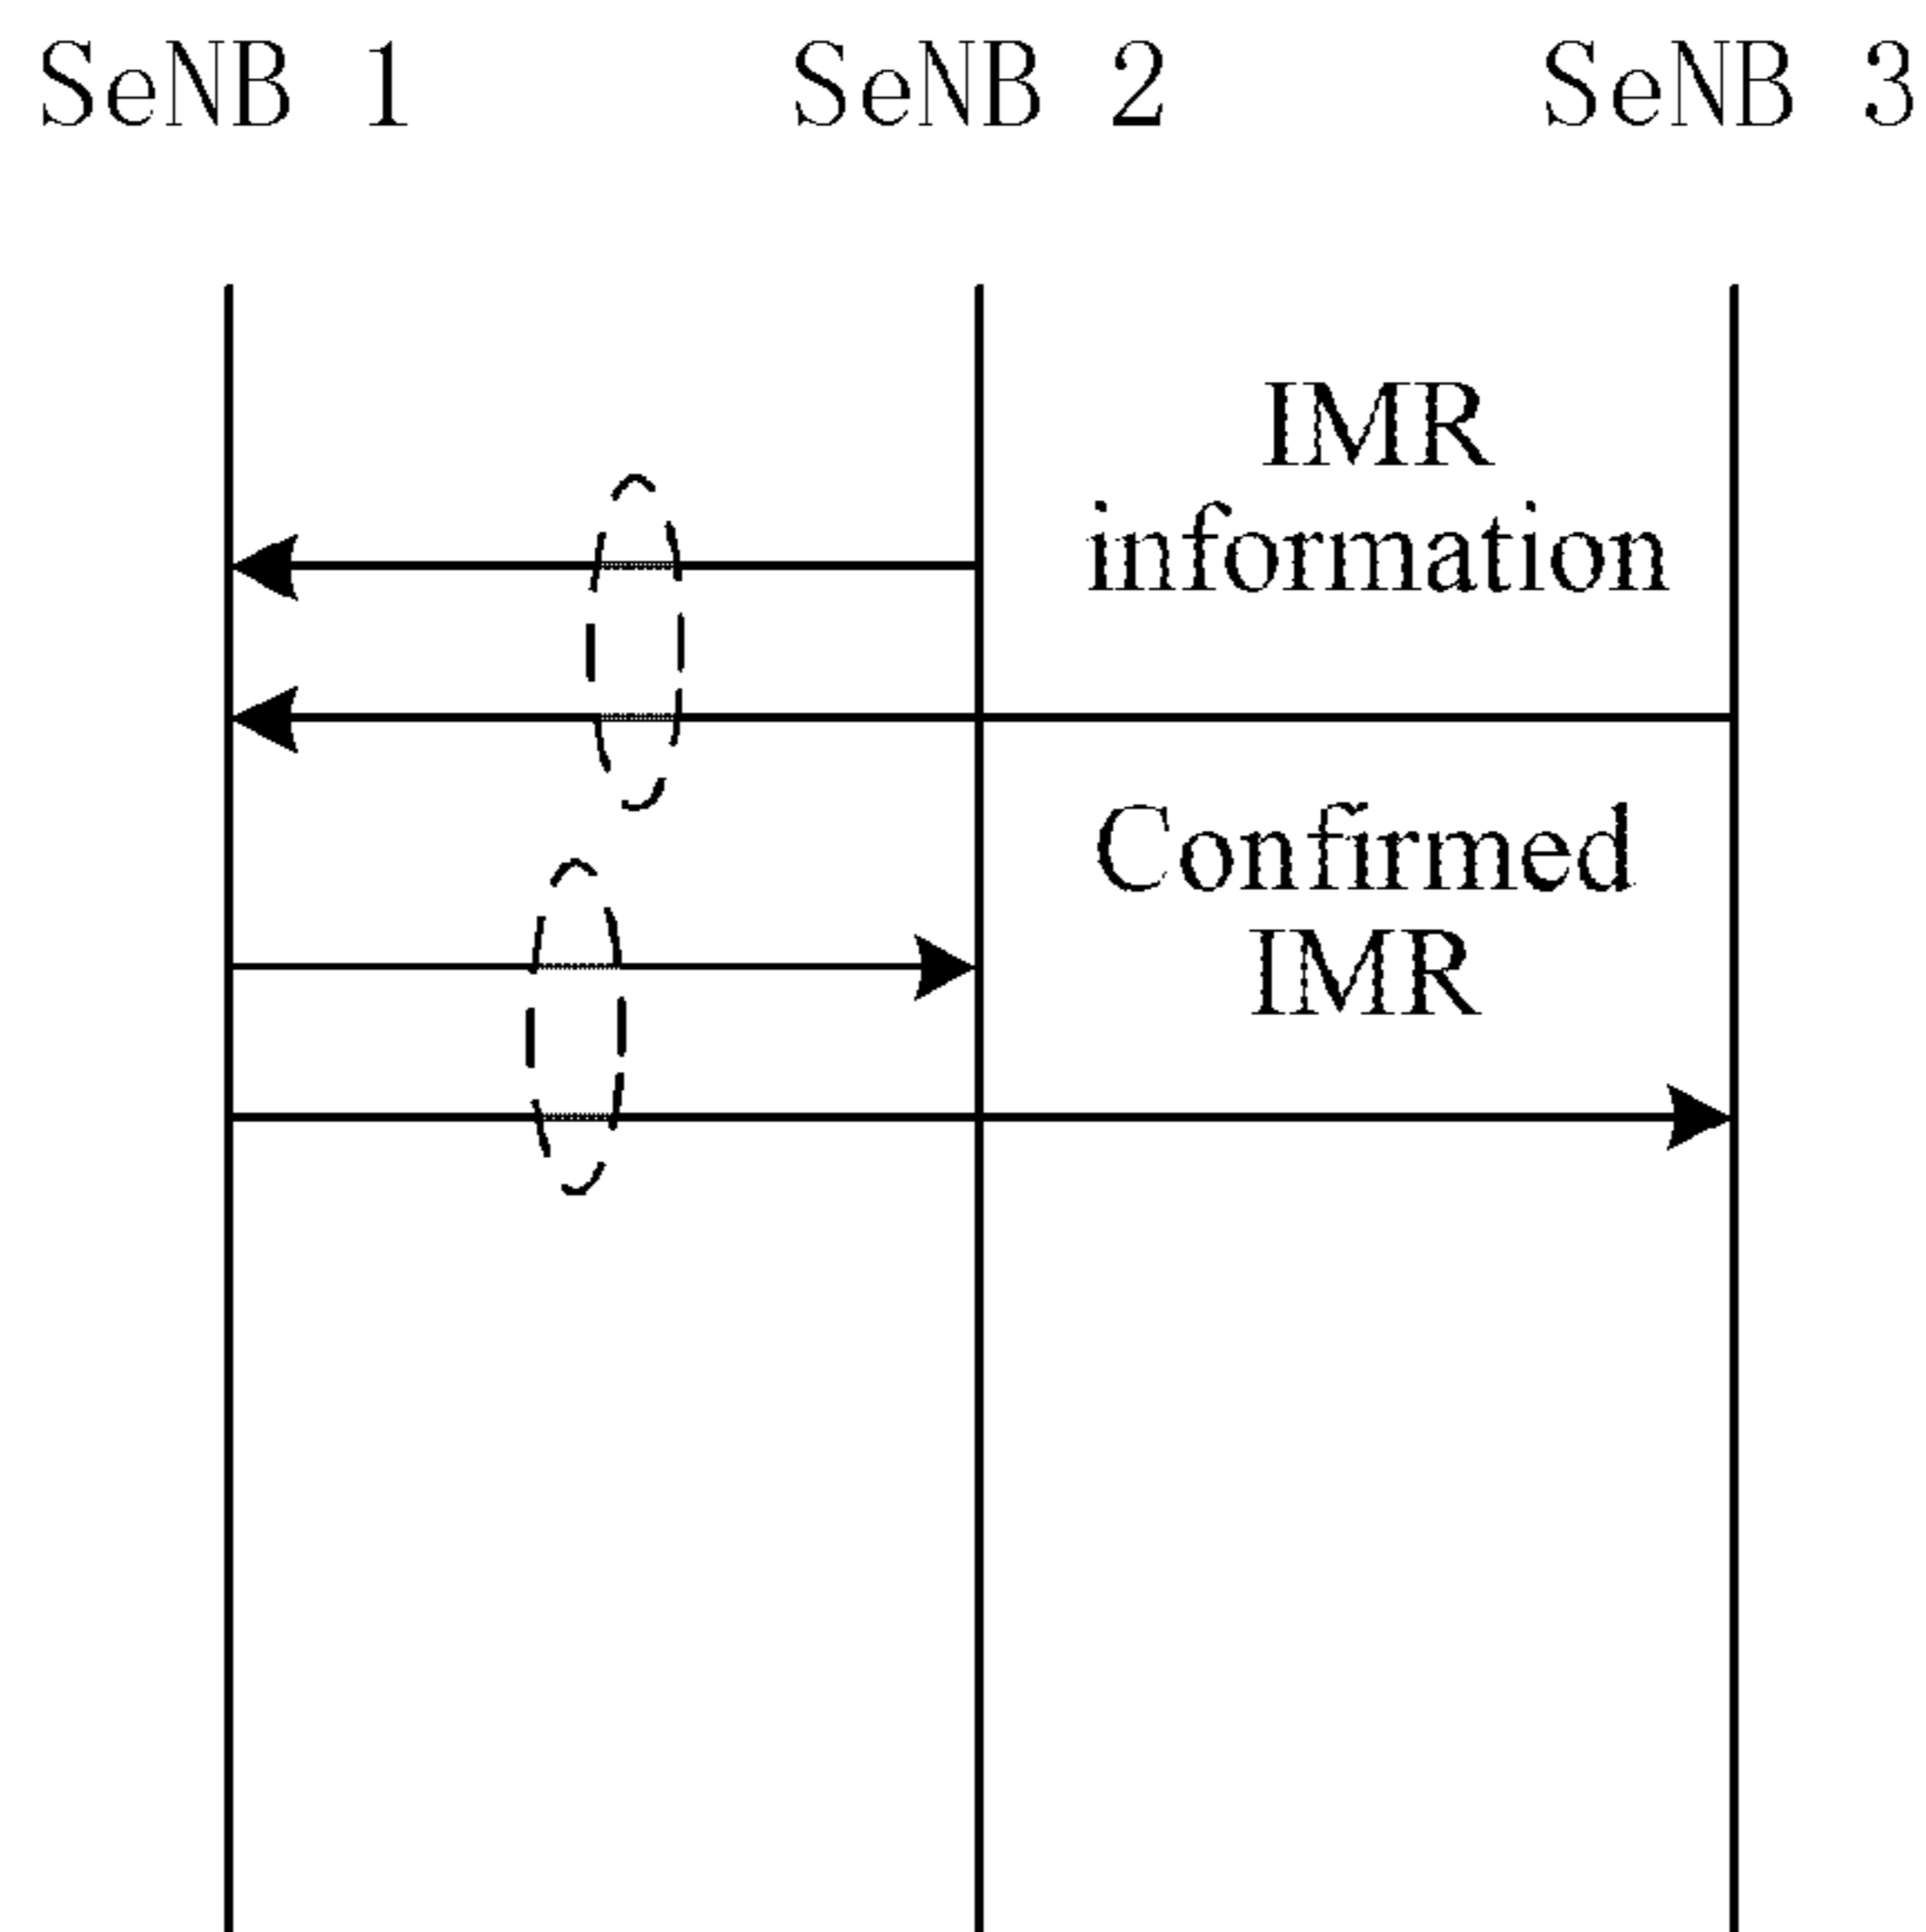 SeNB 1
SeNB 2
SeNB 3
IMR
information
Confirmed
IMR